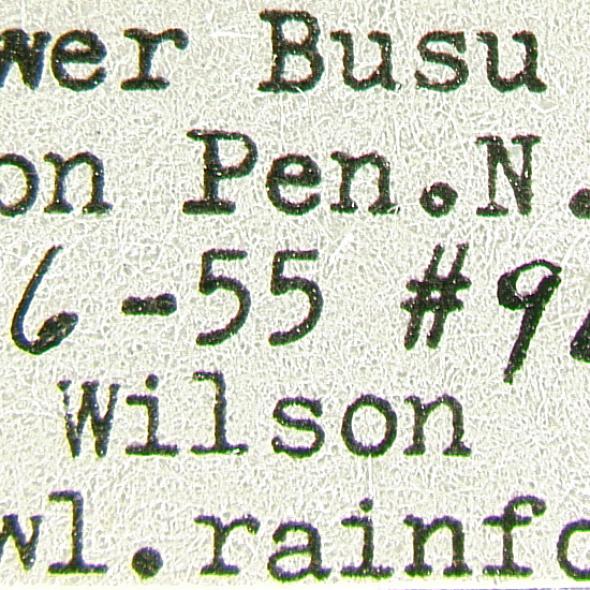 wer Busu
on Pen.N.
6-55 #9
Wilson
wl.rainfo